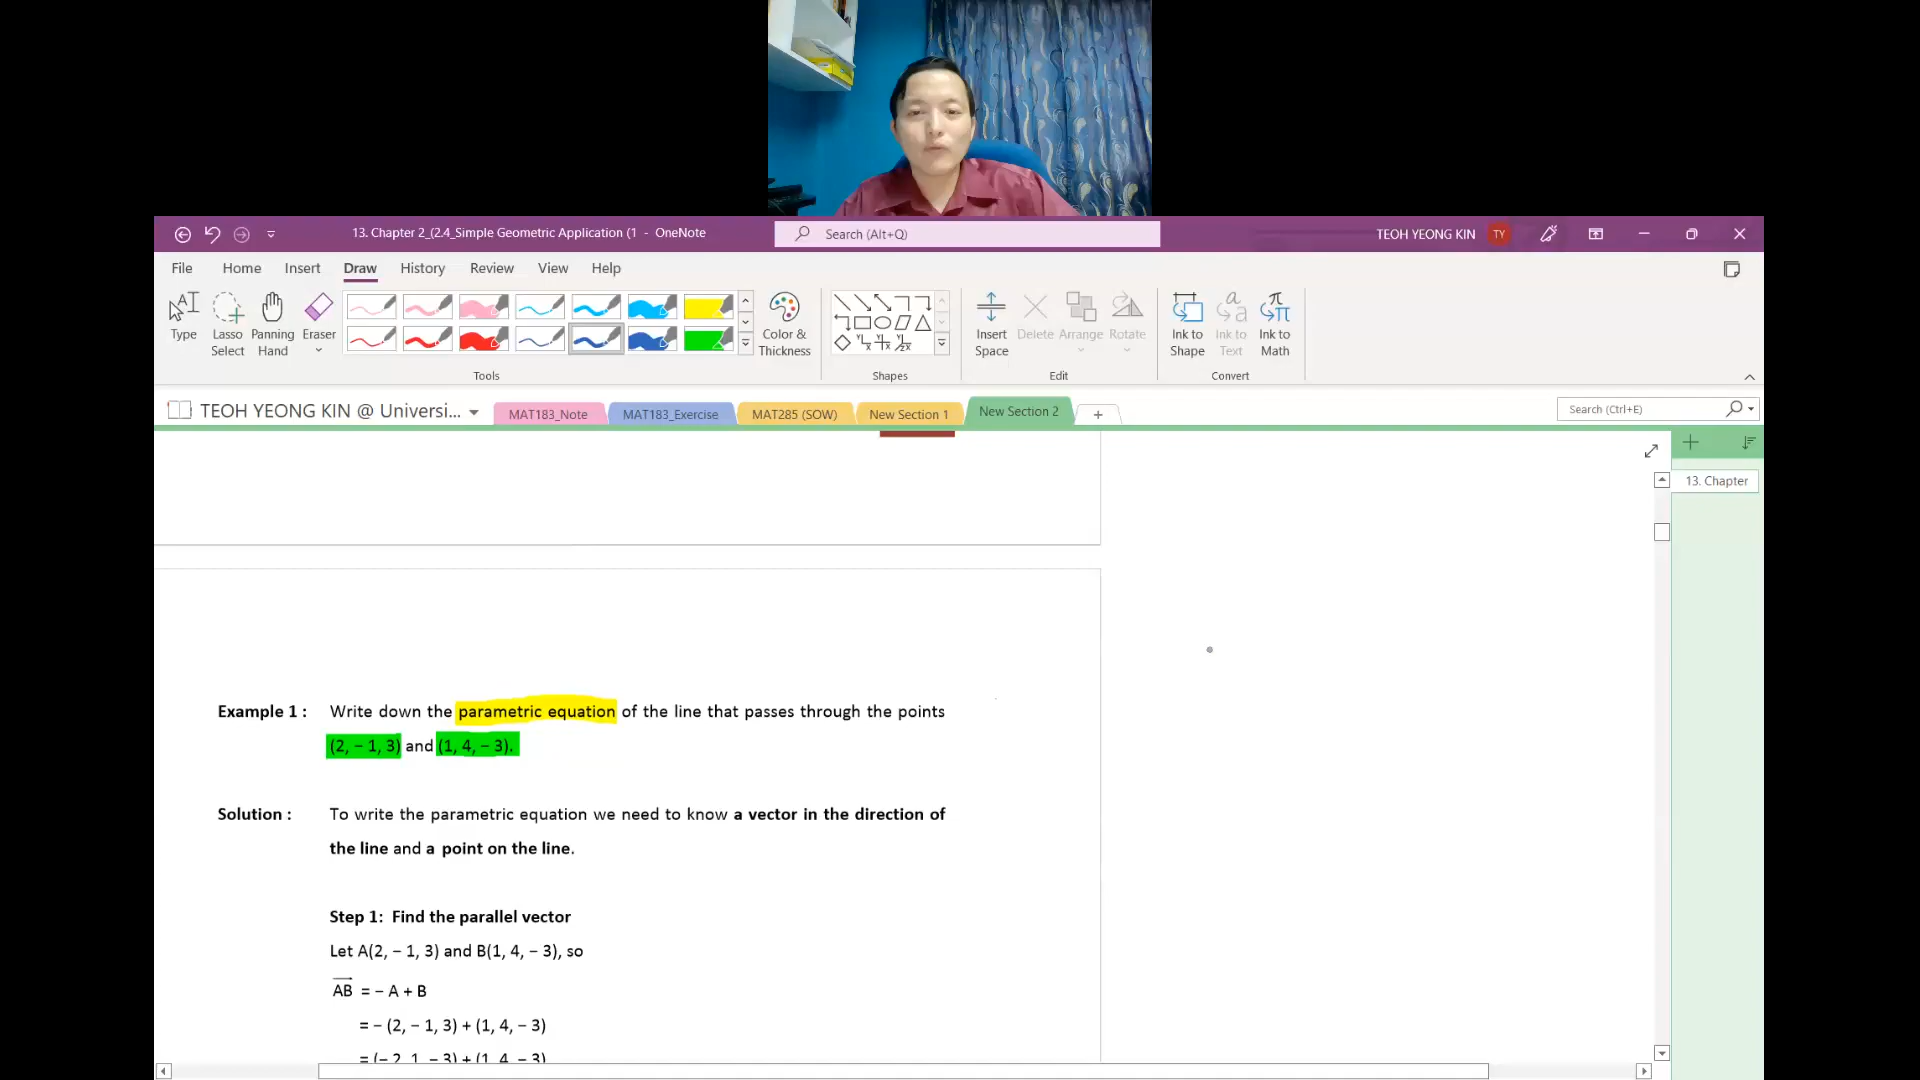 13. Chapter 2_(2.4_Simple Geometric Application (1 - OneNote
Search (Alt+Q)
TEOH YEONG KIN
TY
File Home Insert Draw History Review View Help
Type
Lasso Select
Panning Hand
Eraser
Color & Thickness
Insert Space
Delete
Arrange
Rotate
Ink to Shape
Ink to Text
Ink to Math
Tools
Shapes
Edit
Convert
TEOH YEONG KIN @ Universi...
MAT183_Note
MAT183_Exercise
MAT285 (SOW)
New Section 1
New Section 2
Search (Ctrl+E)
13. Chapter
Example 1 : Write down the parametric equation of the line that passes through the points
(2, − 1, 3) and (1, 4, − 3).
Solution : To write the parametric equation we need to know a vector in the direction of
the line and a point on the line.
Step 1: Find the parallel vector
Let A(2, − 1, 3) and B(1, 4, − 3), so
AB = − A + B
= − (2, − 1, 3) + (1, 4, − 3)
= (− 2, 1, − 3) + (1, 4, − 3)